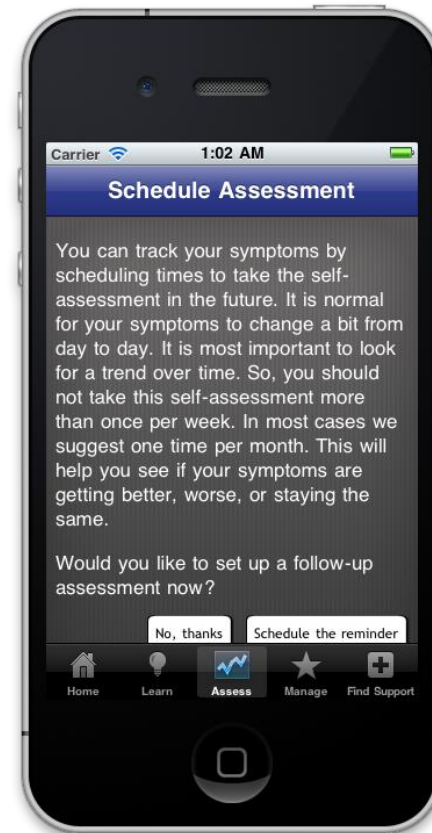 Carrier 1:02 AM
Schedule Assessment
You can track your symptoms by
scheduling times to take the self-
assessment in the future. It is normal
for your symptoms to change a bit from
day to day. It is most important to look
for a trend over time. So, you should
not take this self-assessment more
than once per week. In most cases we
suggest one time per month. This will
help you see if your symptoms are
getting better, worse, or staying the
same.
Would you like to set up a follow-up
assessment now?
No, thanks Schedule the reminder
Home Learn Assess Manage Find Support